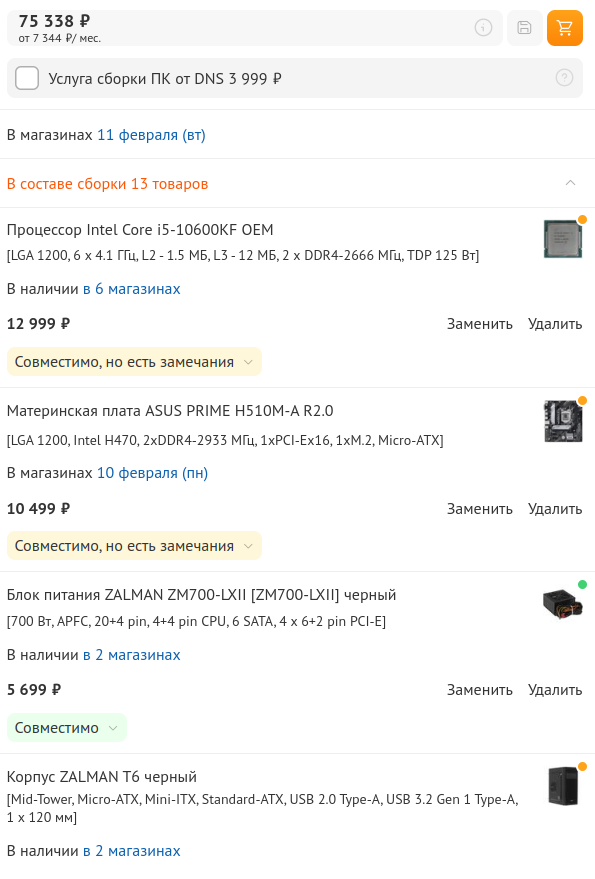 75 338 ₽
от 7 344 ₽/ мес.
Услуга сборки ПК от DNS 3 999 ₽
В магазинах 11 февраля (вт)
В составе сборки 13 товаров
Процессор Intel Core i5-10600KF OEM
[LGA 1200, 6 x 4.1 ГГц, L2 - 1.5 МБ, L3 - 12 МБ, 2 x DDR4-2666 МГц, TDP 125 Вт]
В наличии в 6 магазинах
12 999 ₽ Заменить Удалить
Совместимо, но есть замечания
Материнская плата ASUS PRIME H510M-A R2.0
[LGA 1200, Intel H470, 2xDDR4-2933 МГц, 1xPCI-Ex16, 1xM.2, Micro-ATX]
В магазинах 10 февраля (пн)
10 499 ₽ Заменить Удалить
Совместимо, но есть замечания
Блок питания ZALMAN ZM700-LXII [ZM700-LXII] черный
[700 Вт, APFC, 20+4 pin, 4+4 pin CPU, 6 SATA, 4 x 6+2 pin PCI-E]
В наличии в 2 магазинах
5 699 ₽ Заменить Удалить
Совместимо
Корпус ZALMAN T6 черный
[Mid-Tower, Micro-ATX, Mini-ITX, Standard-ATX, USB 2.0 Type-A, USB 3.2 Gen 1 Type-A,
1 x 120 мм]
В наличии в 2 магазинах